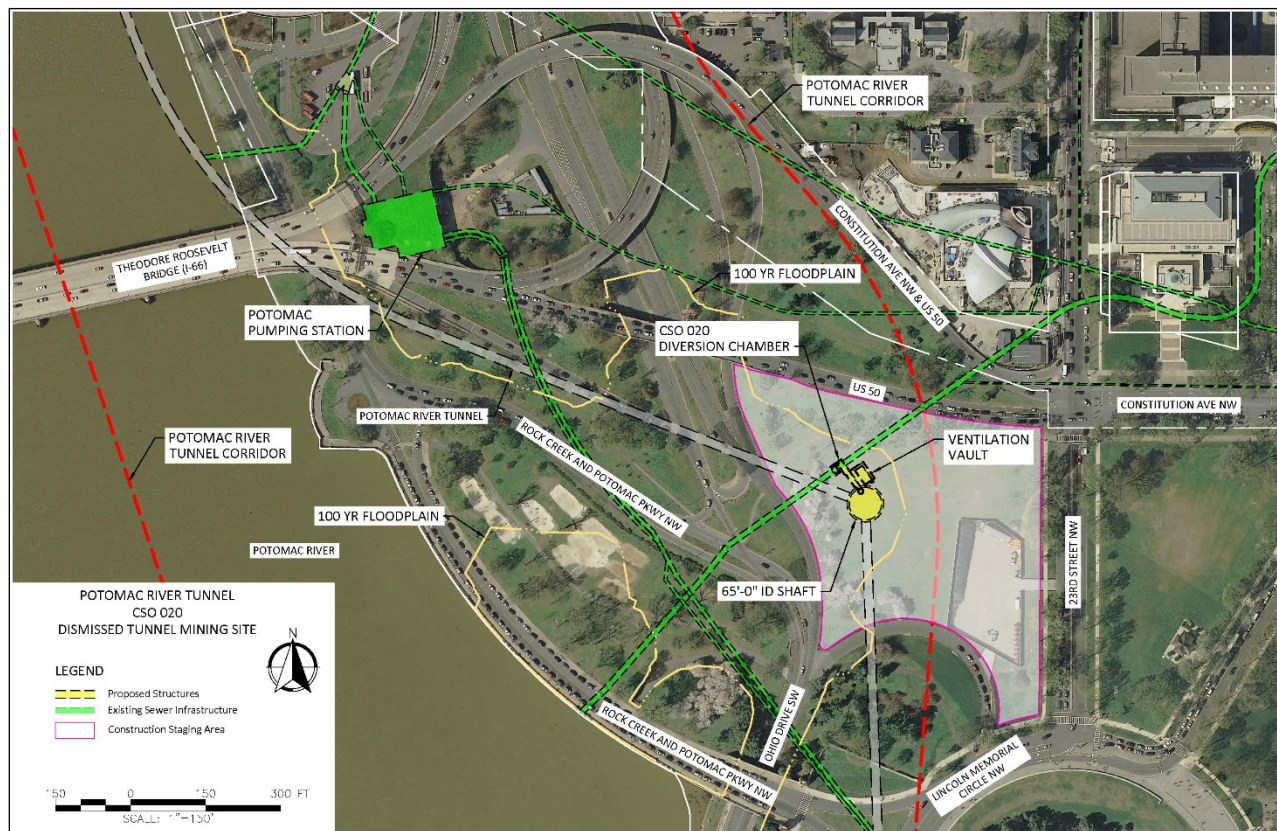 POTOMAC RIVER
TUNNEL CORRIDOR
CONSTITUTION AVE NW & US 50
THEODORE ROOSEVELT
BRIDGE (I-66)
100 YR FLOODPLAIN
POTOMAC
PUMPING STATION
CSO 020
DIVERSION CHAMBER
US 50
CONSTITUTION AVE NW
POTOMAC RIVER TUNNEL
POTOMAC RIVER
TUNNEL CORRIDOR
VENTILATION
VAULT
ROCK CREEK AND POTOMAC PKWY NW
100 YR FLOODPLAIN
POTOMAC RIVER
65'-0" ID SHAFT
23RD STREET NW
POTOMAC RIVER TUNNEL
CSO 020
DISMISSED TUNNEL MINING SITE
N
LEGEND
Proposed Structures
Existing Sewer Infrastructure
Construction Staging Area
ROCK CREEK AND POTOMAC PKWY NW
OHIO DRIVE SW
LINCOLN MEMORIAL
CIRCLE NW
150 0 150 300 FT
SCALE: 1"=150'